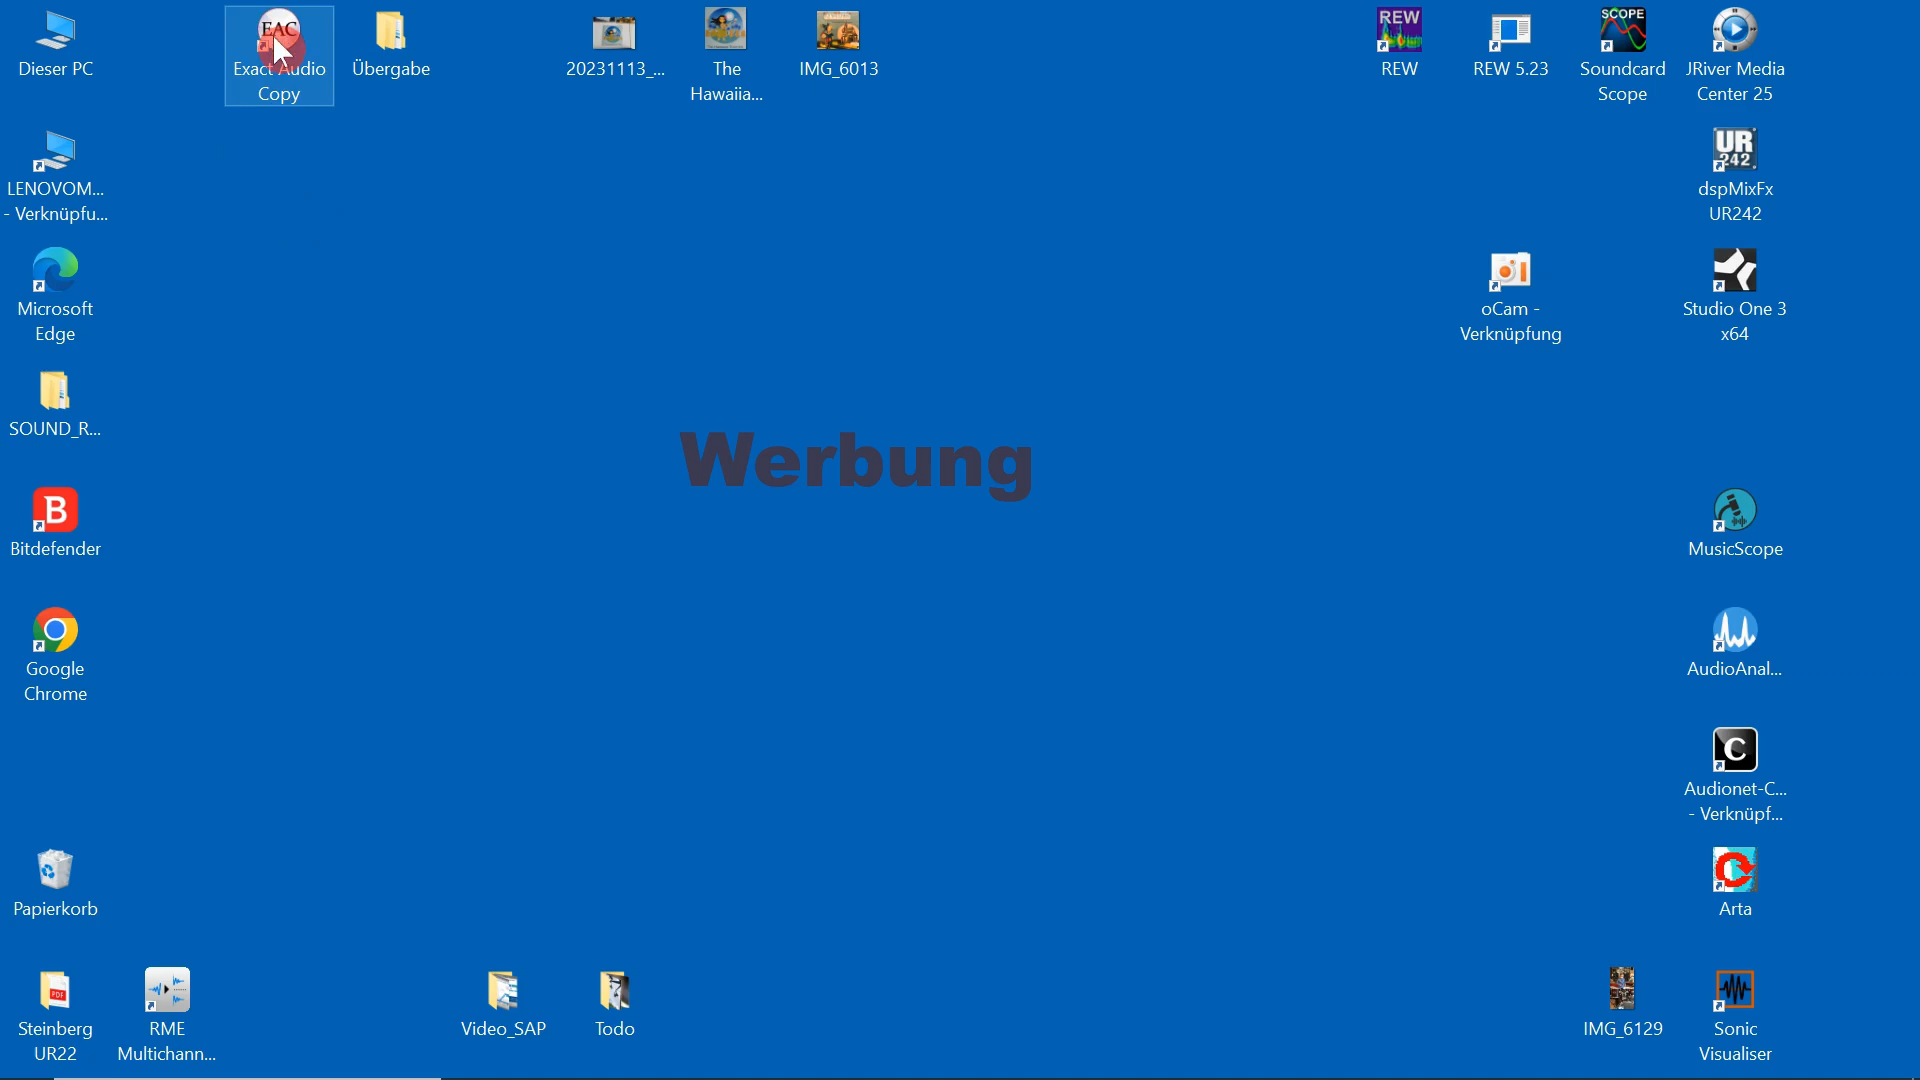 EAC
REW
SCOPE
Dieser PC
Exact Audio
Copy
Übergabe
20231113_...
The
Hawaiia...
IMG_6013
REW
REW 5.23
Soundcard
Scope
JRiver Media
Center 25
LENOVOM...
- Verknüpfu...
UR
242
dspMixFx
UR242
Microsoft
Edge
oCam -
Verknüpfung
Studio One 3
x64
SOUND_R...
Werbung
B
Bitdefender
MusicScope
Google
Chrome
AudioAnal...
C
Audionet-C...
- Verknüpf...
Papierkorb
Arta
PDF
Steinberg
UR22
RME
Multichann...
Video_SAP
Todo
IMG_6129
Sonic
Visualiser